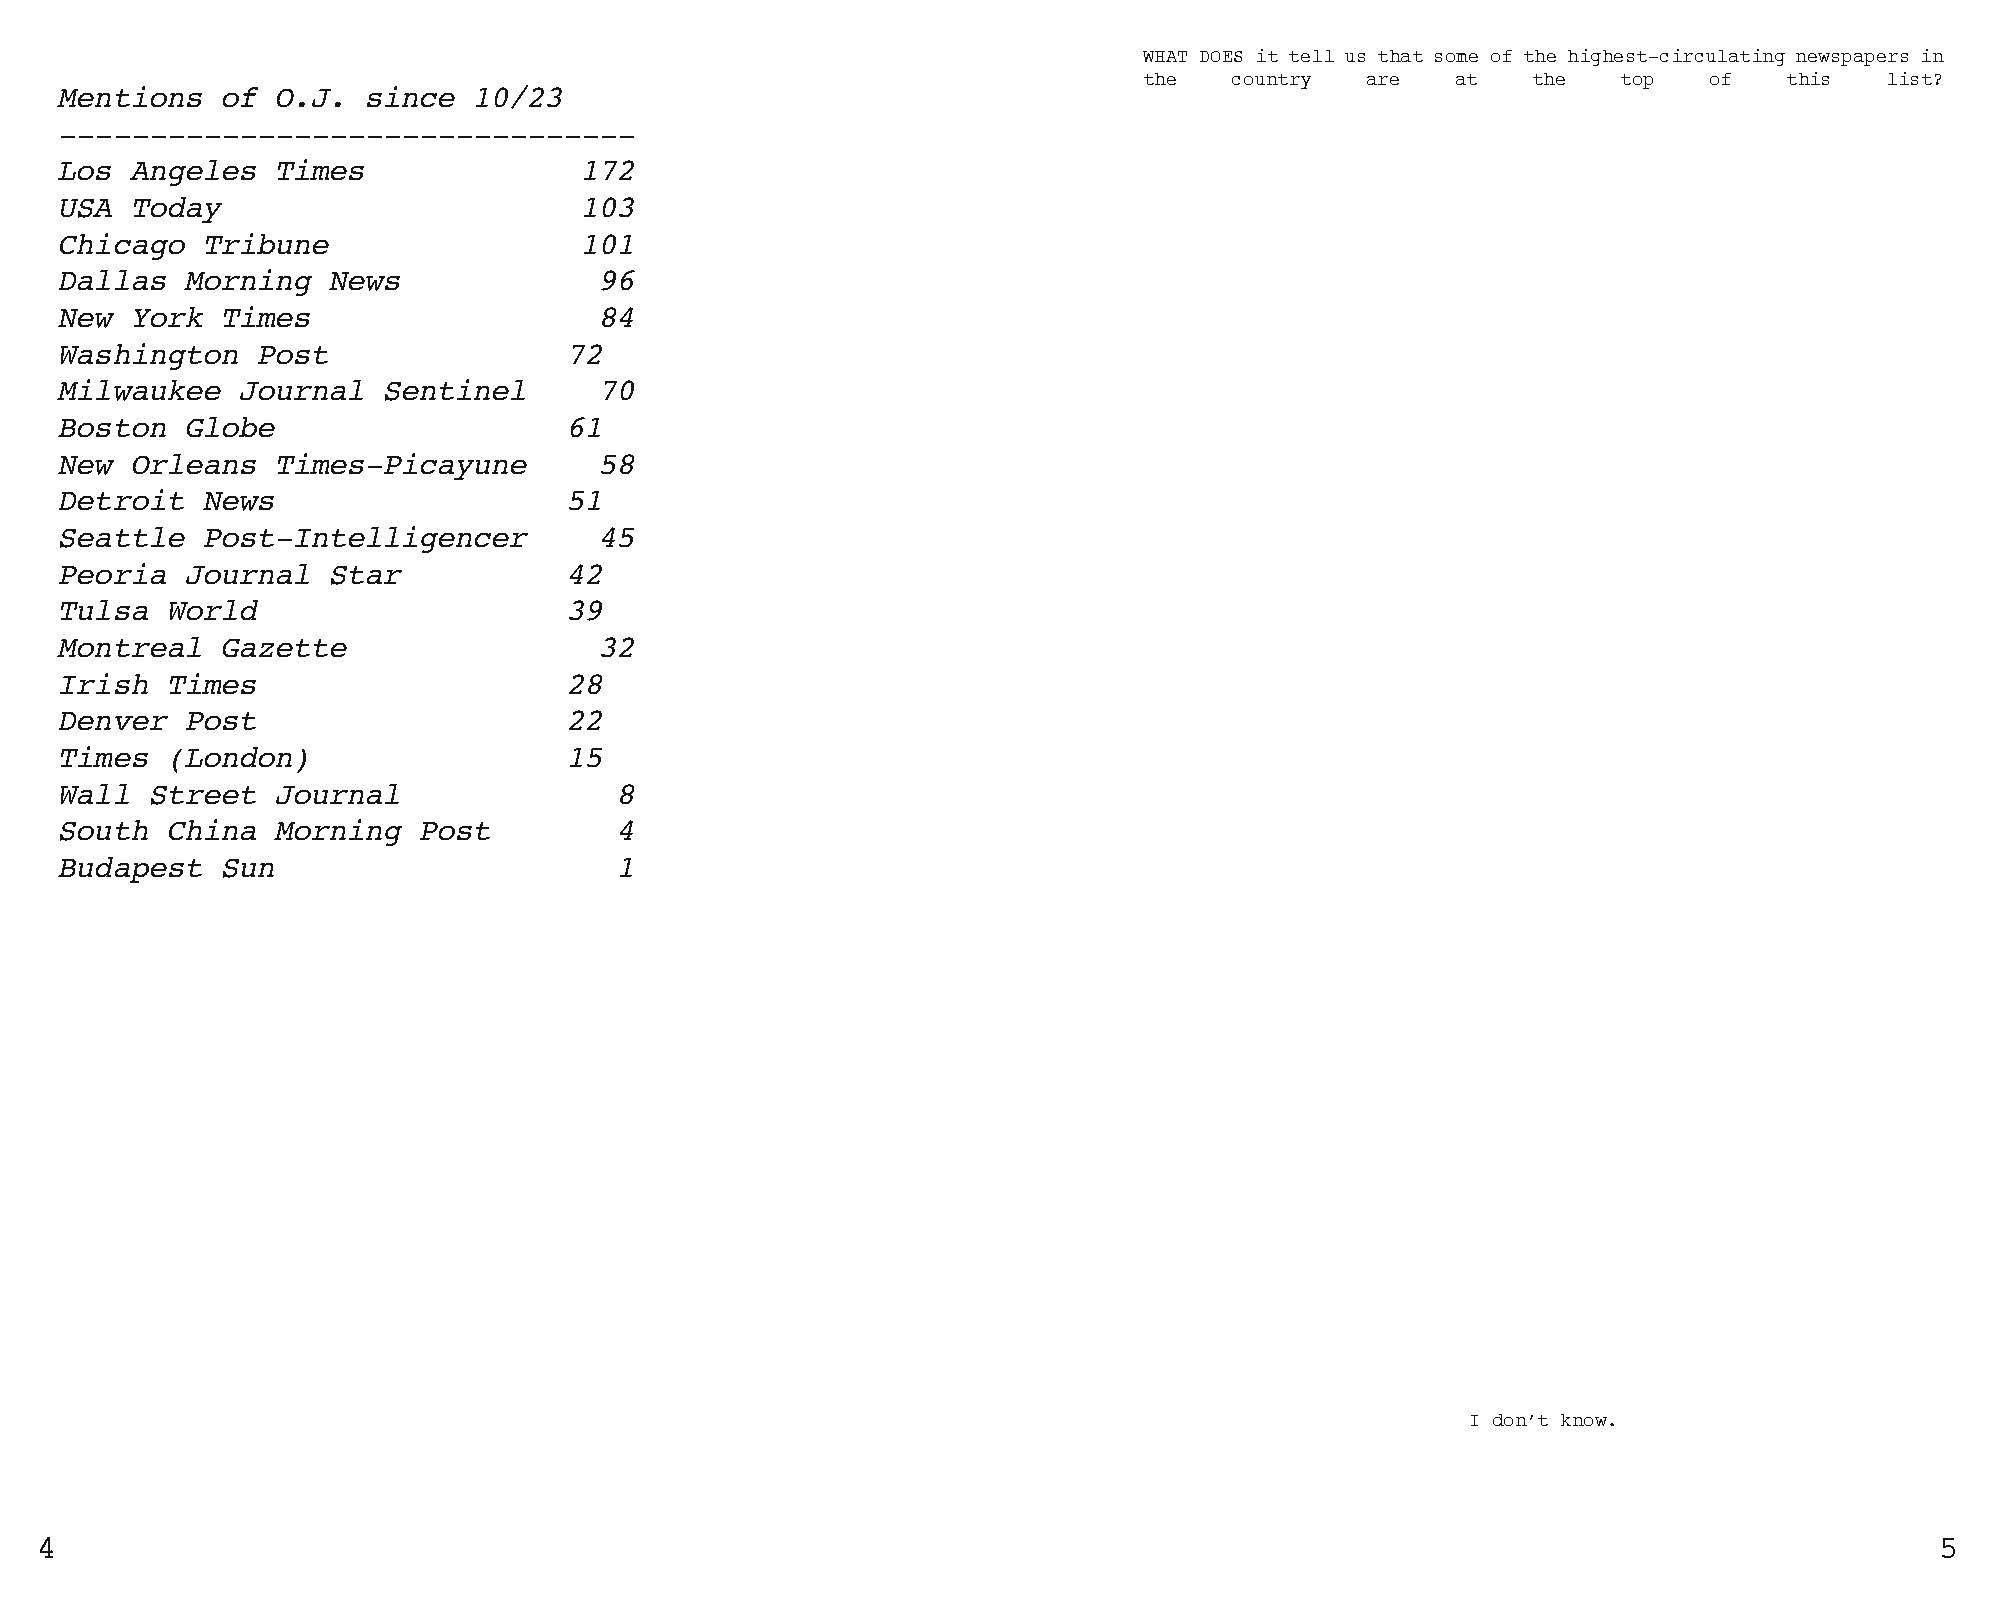 Mentions of O.J. since 10/23
--------------------------------
Los Angeles Times 172
USA Today 103
Chicago Tribune 101
Dallas Morning News 96
New York Times 84
Washington Post 72
Milwaukee Journal Sentinel 70
Boston Globe 61
New Orleans Times-Picayune 58
Detroit News 51
Seattle Post-Intelligencer 45
Peoria Journal Star 42
Tulsa World 39
Montreal Gazette 32
Irish Times 28
Denver Post 22
Times (London) 15
Wall Street Journal 8
South China Morning Post 4
Budapest Sun 1
4
WHAT DOES it tell us that some of the highest-circulating newspapers in
the country are at the top of this list?
I don't know.
5